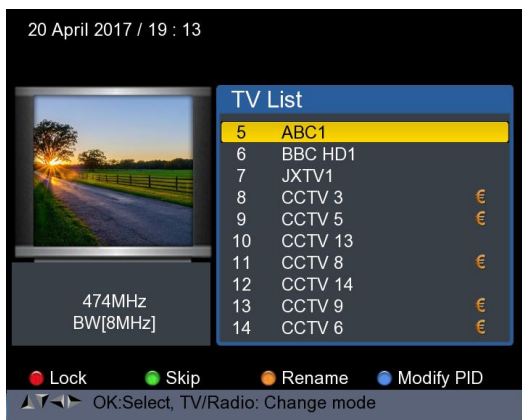 20 April 2017 / 19 : 13
TV List
5 ABC1
6 BBC HD1
7 JXTV1
8 CCTV 3 €
9 CCTV 5 €
10 CCTV 13
11 CCTV 8 €
12 CCTV 14
13 CCTV 9 €
14 CCTV 6 €
474MHz
BW[8MHz]
Lock Skip Rename Modify PID
OK:Select, TV/Radio: Change mode